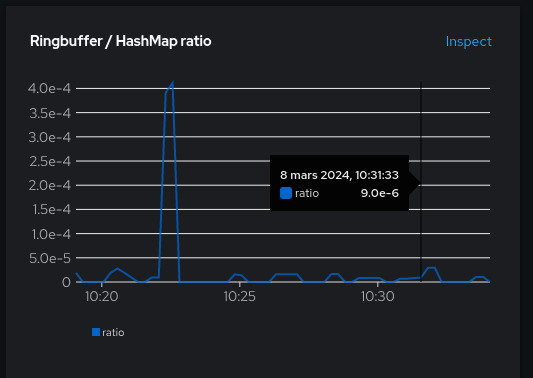 Ringbuffer / HashMap ratio
Inspect
4.0e-4
3.5e-4
3.0e-4
2.5e-4
2.0e-4
1.5e-4
1.0e-4
5.0e-5
0
8 mars 2024, 10:31:33
ratio 9.0e-6
10:20 10:25 10:30
ratio